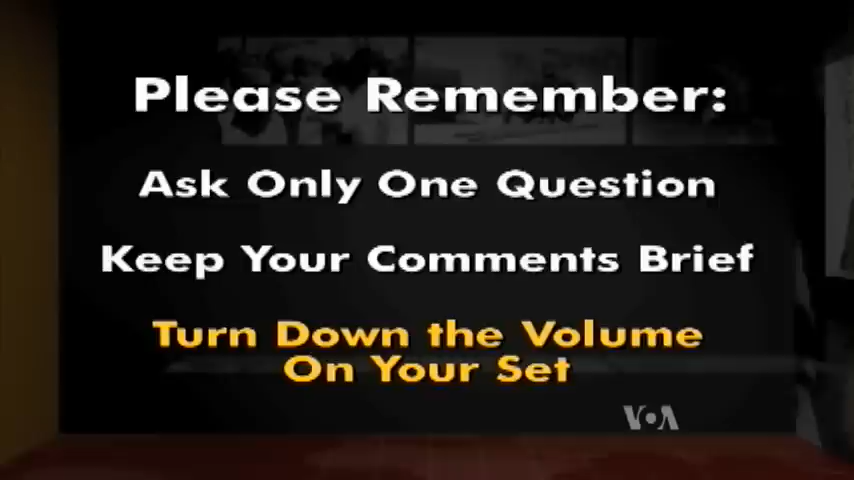 Please Remember:
Ask Only One Question
Keep Your Comments Brief
Turn Down the Volume
On Your Set
VOA